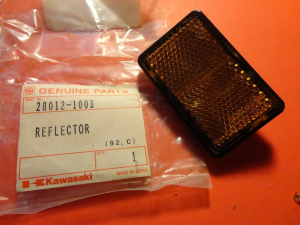 GENUINE PARTS
28012-1003
REFLECTOR
(92, C)
1
Kawasaki